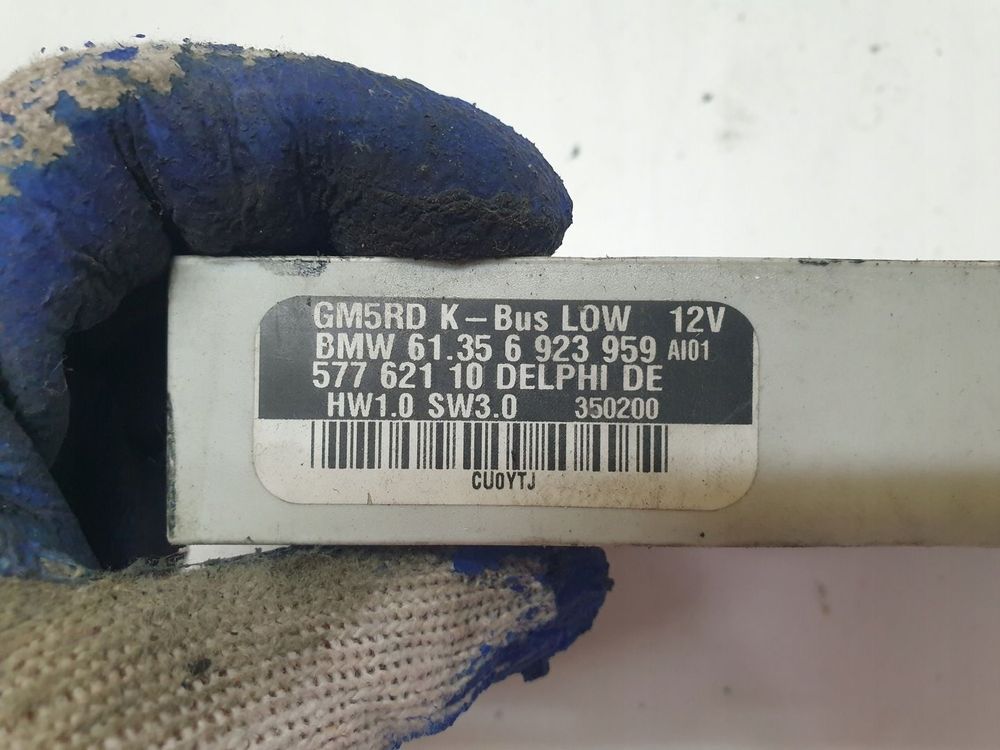 GM5RD K-Bus LOW 12V
BMW 61.35 6 923 959 AI01
577 621 10 DELPHI DE
HW1.0 SW3.0 350200
CU0YTJ